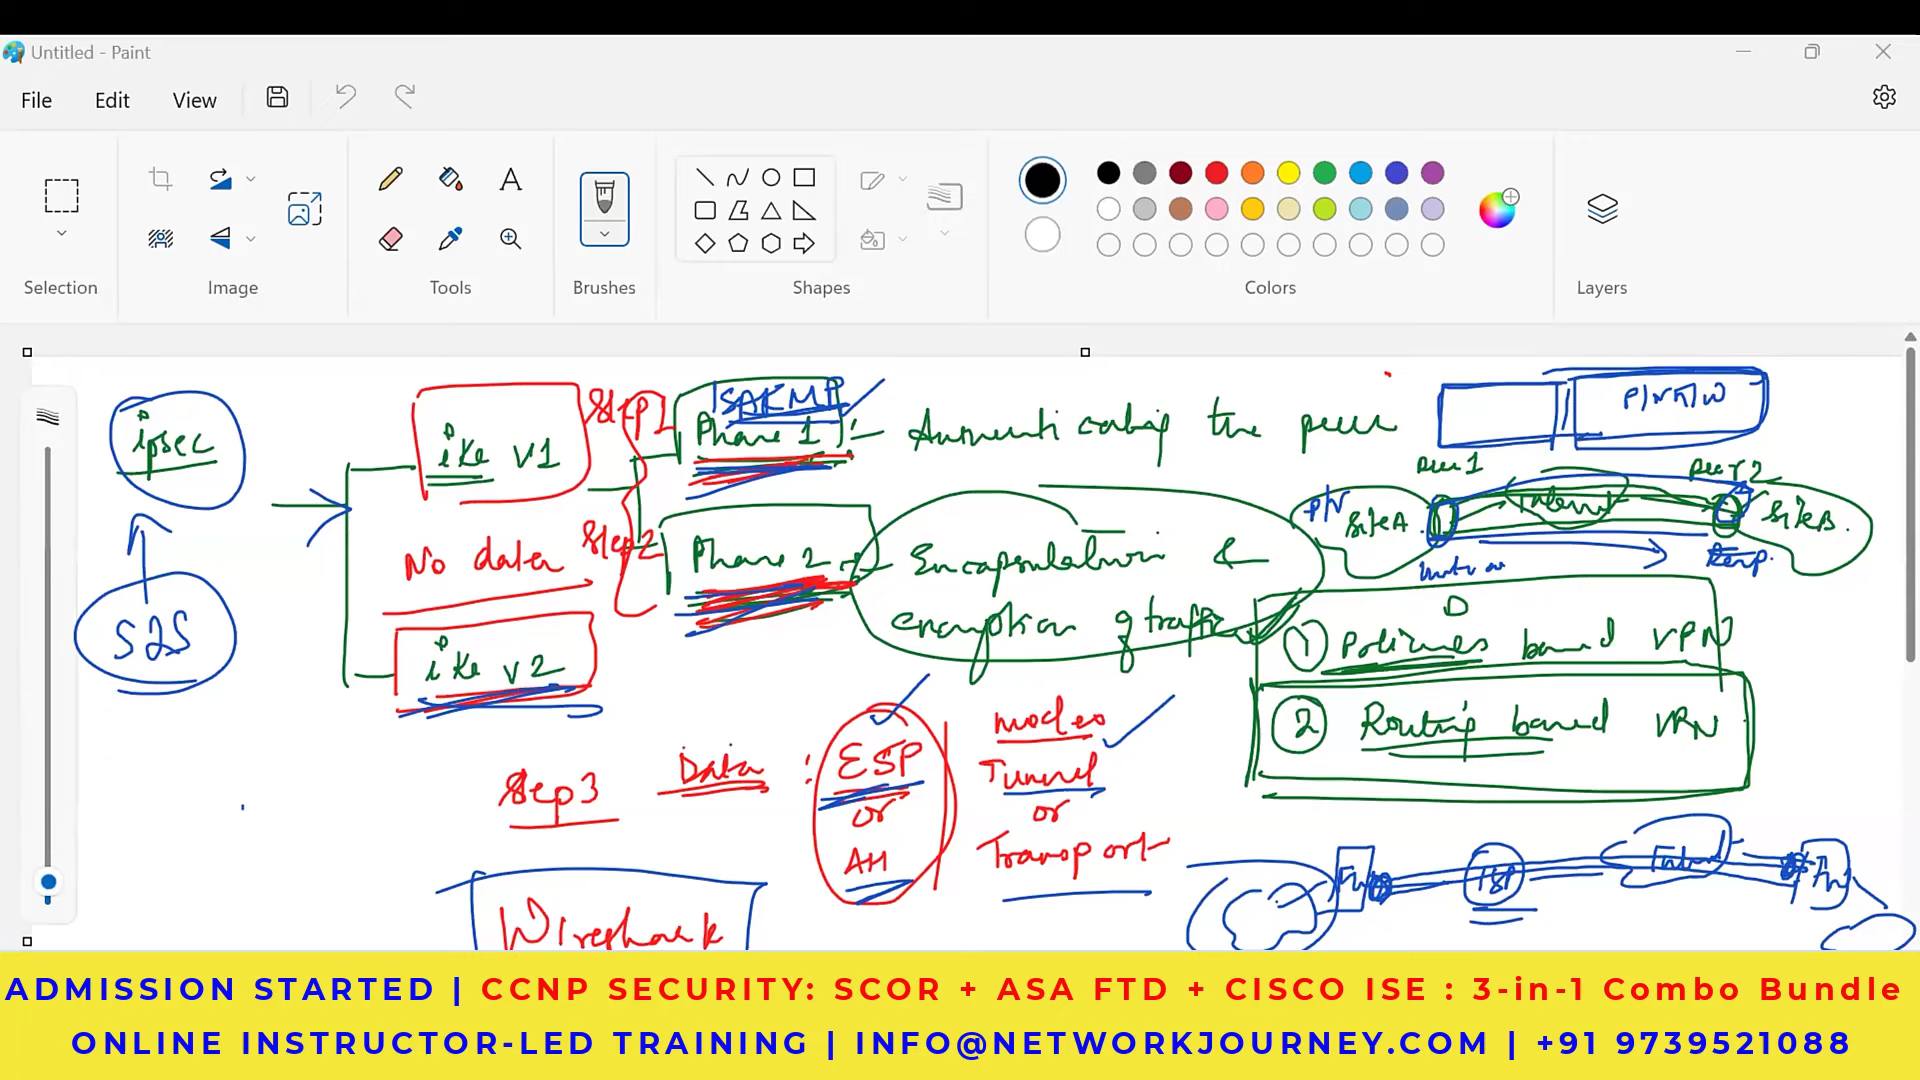 Untitled - Paint
File Edit View
Selection Image Tools Brushes Shapes Colors Layers
ipsec
S2S
ike v1
No data
ike v2
Step1
Step2
ISAKMP
Phase 1 :- Authenticating the peer
Phase 2 :- Encapsulation &
encryption of traffic
peer 1 peer 2
Site A Internet Site B
D
1 Policies based VPN
2 Routing based VPN
Step3 Data : ESP
or
AH
modes
Tunnel
or
Transport
ISP
Wireshark
ADMISSION STARTED | CCNP SECURITY: SCOR + ASA FTD + CISCO ISE : 3-in-1 Combo Bundle
ONLINE INSTRUCTOR-LED TRAINING | INFO@NETWORKJOURNEY.COM | +91 9739521088